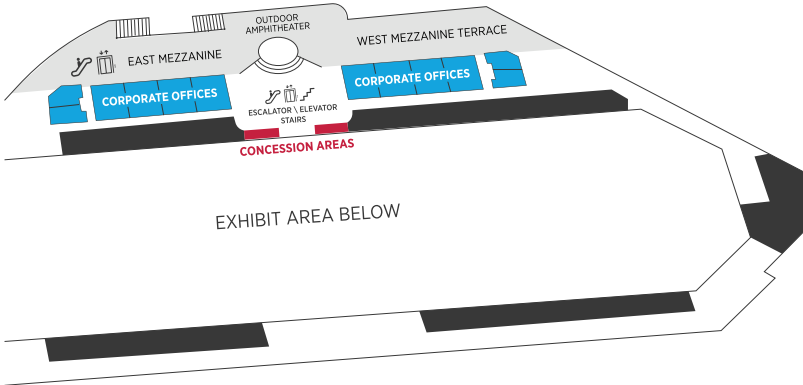 OUTDOOR
AMPHITHEATER
EAST MEZZANINE
WEST MEZZANINE TERRACE
CORPORATE OFFICES
CORPORATE OFFICES
ESCALATOR \ ELEVATOR
STAIRS
CONCESSION AREAS
EXHIBIT AREA BELOW